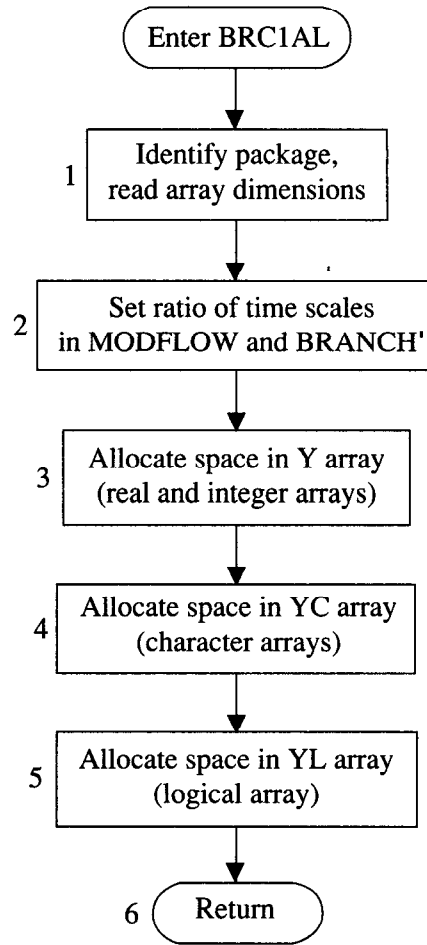 Enter BRC1AL
1
Identify package,
read array dimensions
2
Set ratio of time scales
in MODFLOW and BRANCH'
3
Allocate space in Y array
(real and integer arrays)
4
Allocate space in YC array
(character arrays)
5
Allocate space in YL array
(logical array)
6
Return